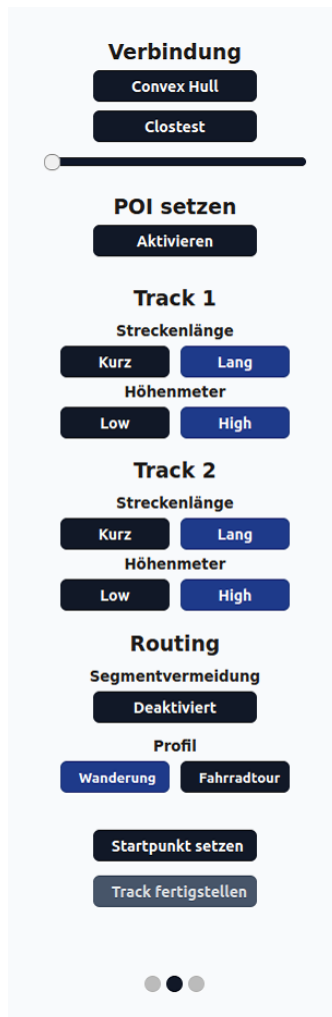 Verbindung
Convex Hull
Clostest
POI setzen
Aktivieren
Track 1
Streckenlänge
Kurz Lang
Höhenmeter
Low High
Track 2
Streckenlänge
Kurz Lang
Höhenmeter
Low High
Routing
Segmentvermeidung
Deaktiviert
Profil
Wanderung Fahrradtour
Startpunkt setzen
Track fertigstellen